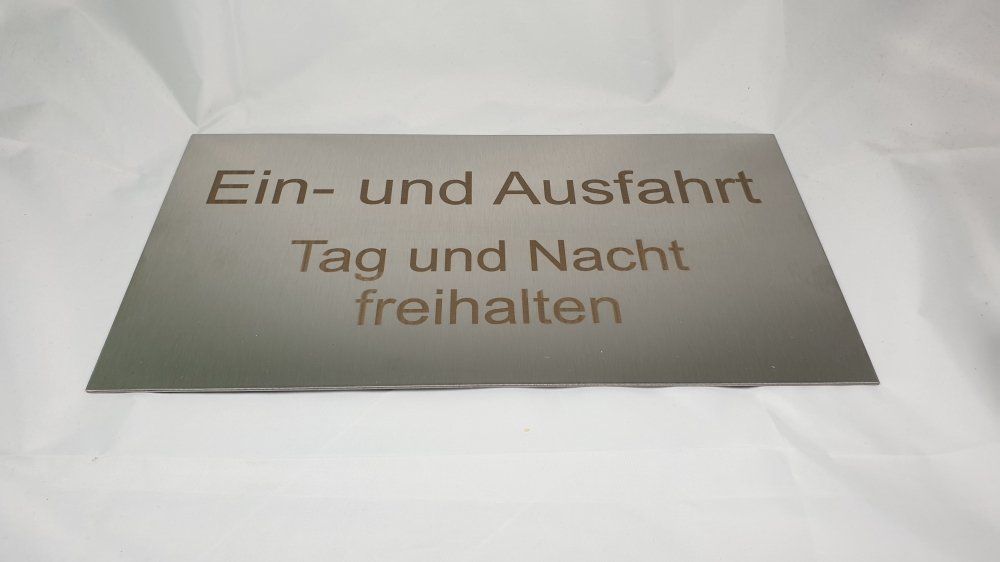 Ein- und Ausfahrt
Tag und Nacht
freihalten